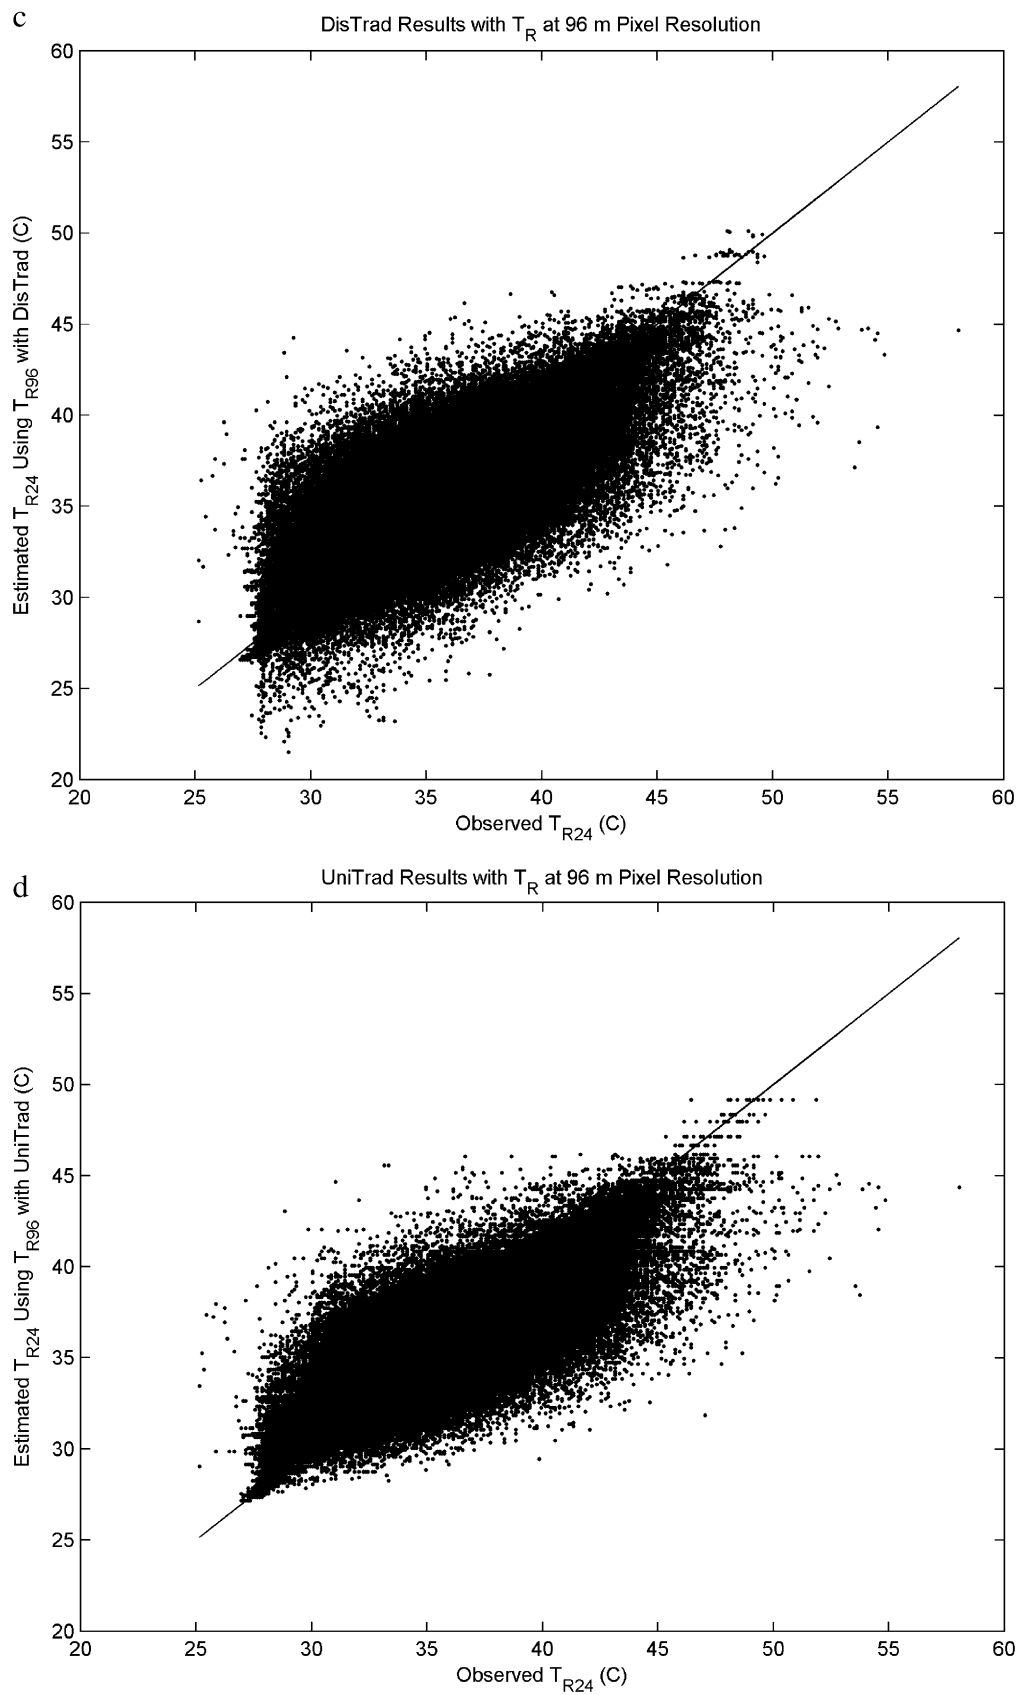 c
DisTrad Results with T_R at 96 m Pixel Resolution
Estimated T_R24 Using T_R96 with DisTrad (C)
60
55
50
45
40
35
30
25
20
20 25 30 35 40 45 50 55 60
Observed T_R24 (C)
d
UniTrad Results with T_R at 96 m Pixel Resolution
Estimated T_R24 Using T_R96 with UniTrad (C)
60
55
50
45
40
35
30
25
20
20 25 30 35 40 45 50 55 60
Observed T_R24 (C)